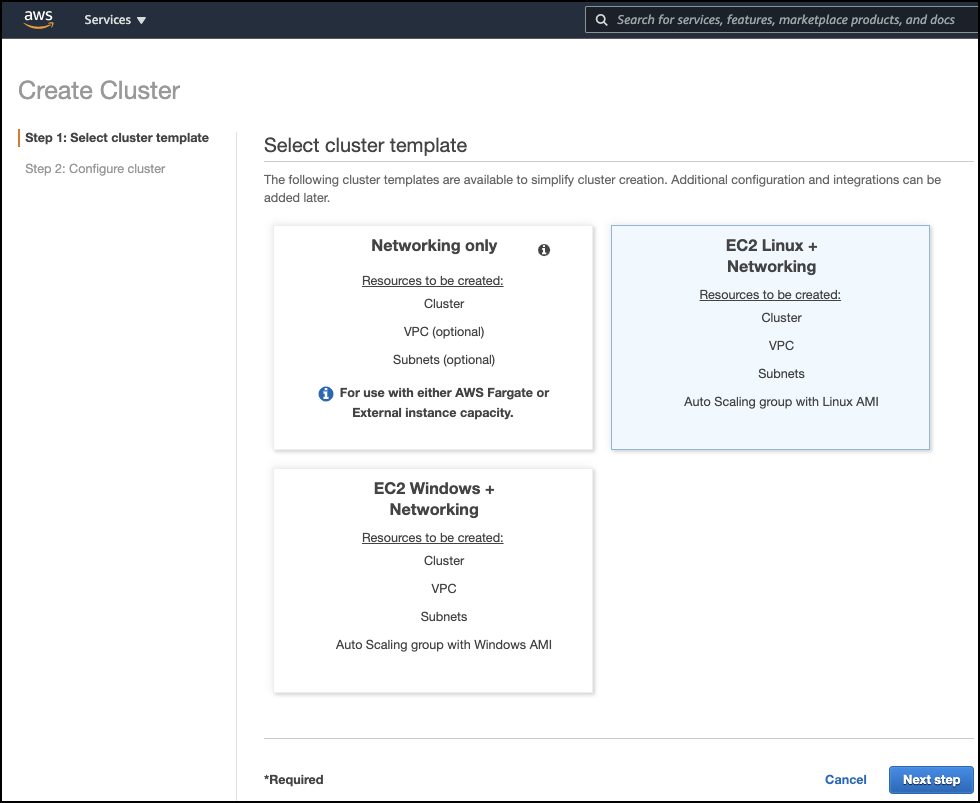 aws
Services
Search for services, features, marketplace products, and docs
Create Cluster
Step 1: Select cluster template
Step 2: Configure cluster
Select cluster template
The following cluster templates are available to simplify cluster creation. Additional configuration and integrations can be
added later.
Networking only
Resources to be created:
Cluster
VPC (optional)
Subnets (optional)
For use with either AWS Fargate or
External instance capacity.
EC2 Linux +
Networking
Resources to be created:
Cluster
VPC
Subnets
Auto Scaling group with Linux AMI
EC2 Windows +
Networking
Resources to be created:
Cluster
VPC
Subnets
Auto Scaling group with Windows AMI
*Required
Cancel
Next step